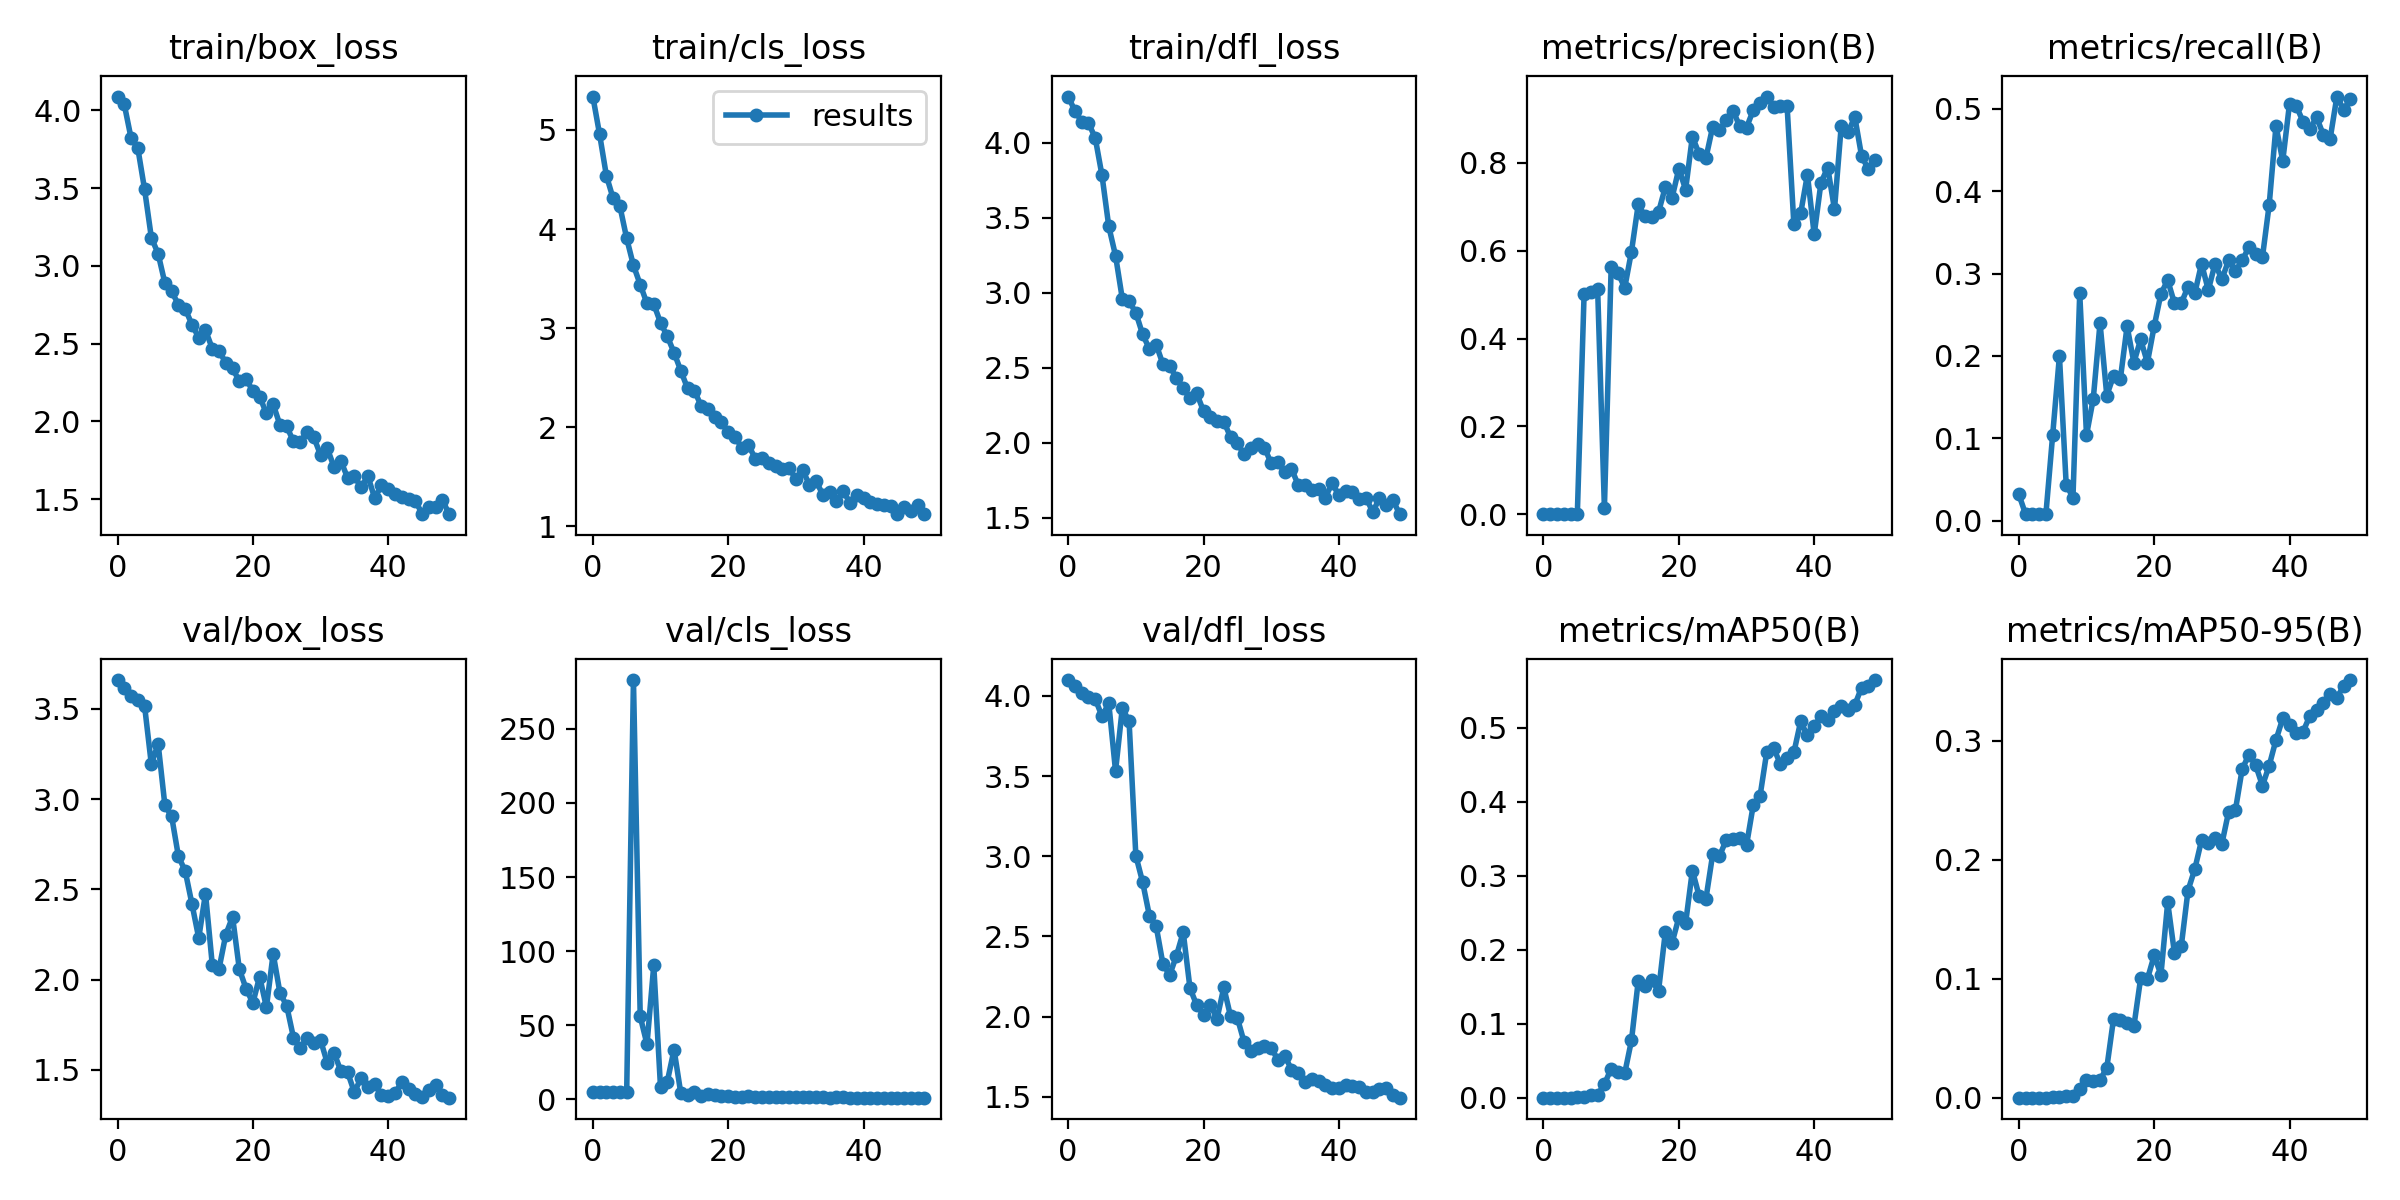 train/box_loss
4.0
3.5
3.0
2.5
2.0
1.5
0 20 40
train/cls_loss
results
5
4
3
2
1
0 20 40
train/dfl_loss
4.0
3.5
3.0
2.5
2.0
1.5
0 20 40
metrics/precision(B)
0.8
0.6
0.4
0.2
0.0
0 20 40
metrics/recall(B)
0.5
0.4
0.3
0.2
0.1
0.0
0 20 40
val/box_loss
3.5
3.0
2.5
2.0
1.5
0 20 40
val/cls_loss
250
200
150
100
50
0
0 20 40
val/dfl_loss
4.0
3.5
3.0
2.5
2.0
1.5
0 20 40
metrics/mAP50(B)
0.5
0.4
0.3
0.2
0.1
0.0
0 20 40
metrics/mAP50-95(B)
0.3
0.2
0.1
0.0
0 20 40